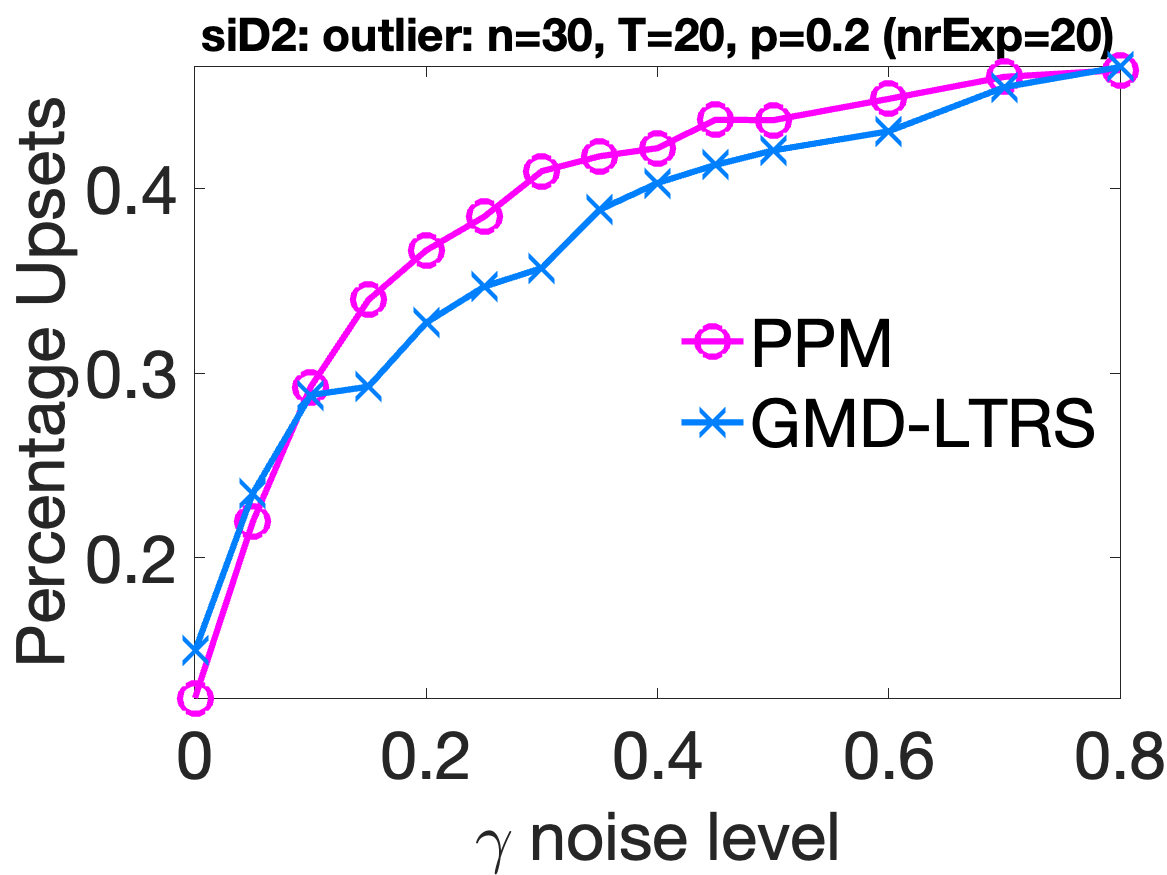 siD2: outlier: n=30, T=20, p=0.2 (nrExp=20)
Percentage Upsets
0.4
0.3
0.2
PPM
GMD-LTRS
0 0.2 0.4 0.6 0.8
γ noise level